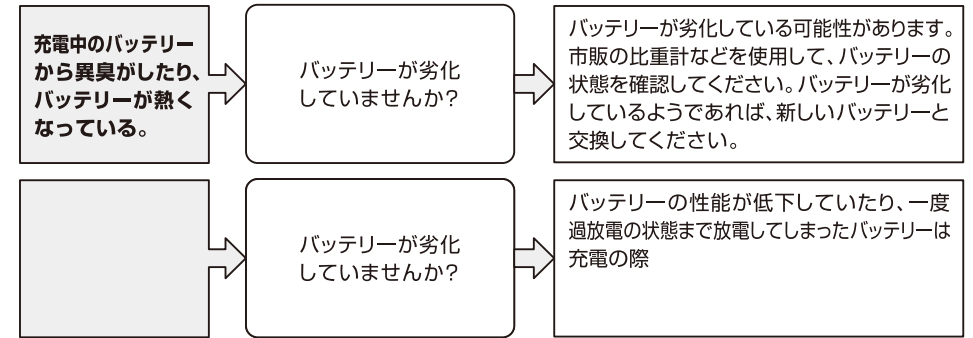 充電中のバッテリー
から異臭がしたり、
バッテリーが熱く
なっている。
バッテリーが劣化
していませんか？
バッテリーが劣化している可能性があります。
市販の比重計などを使用して、バッテリーの
状態を確認してください。バッテリーが劣化
しているようであれば、新しいバッテリーと
交換してください。
バッテリーが劣化
していませんか？
バッテリーの性能が低下していたり、一度
過放電の状態まで放電してしまったバッテリーは
充電の際